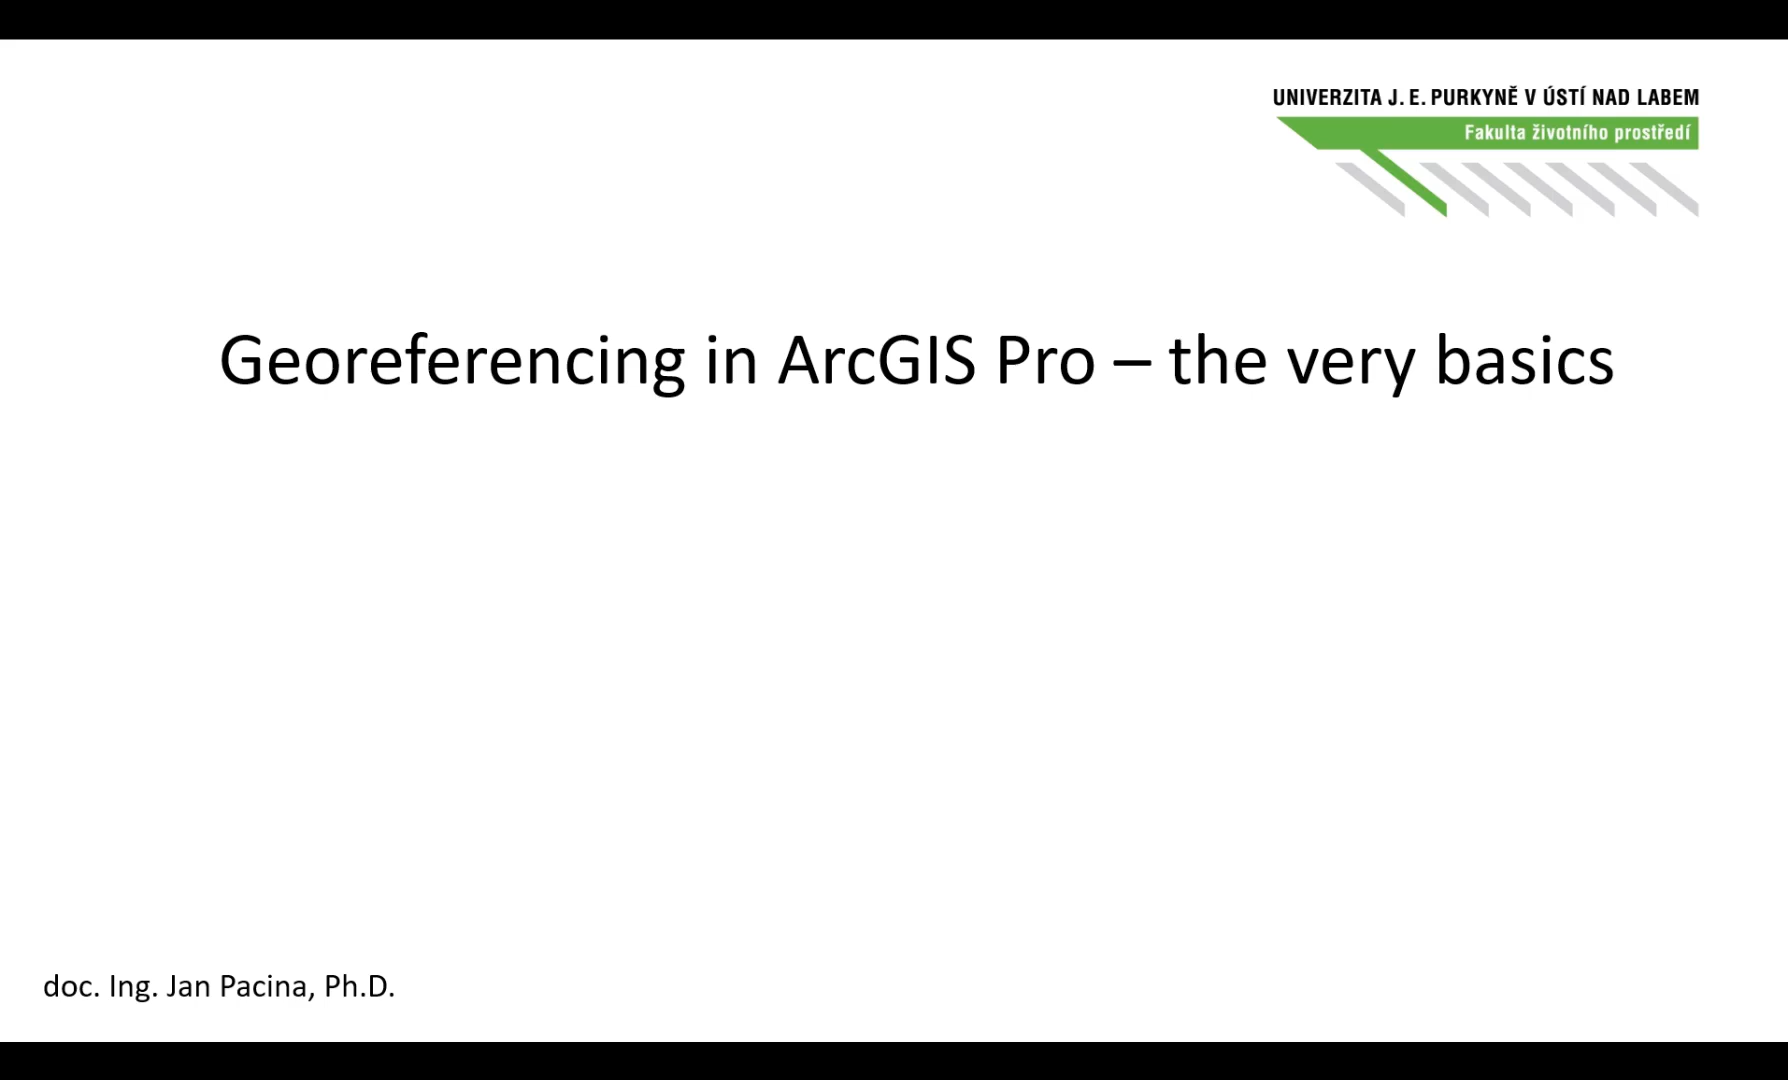 UNIVERZITA J. E. PURKYNĚ V ÚSTÍ NAD LABEM
Fakulta životního prostředí
Georeferencing in ArcGIS Pro – the very basics
doc. Ing. Jan Pacina, Ph.D.